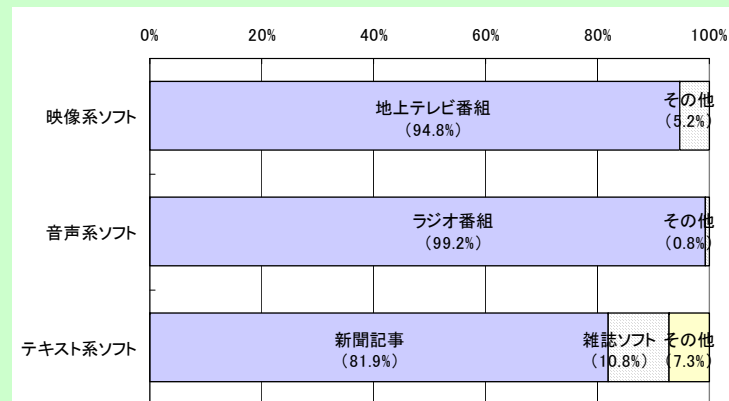 0% 20% 40% 60% 80% 100%
映像系ソフト
地上テレビ番組
(94.8%)
その他
(5.2%)
音声系ソフト
ラジオ番組
(99.2%)
その他
(0.8%)
テキスト系ソフト
新聞記事
(81.9%)
雑誌ソフト
(10.8%)
その他
(7.3%)